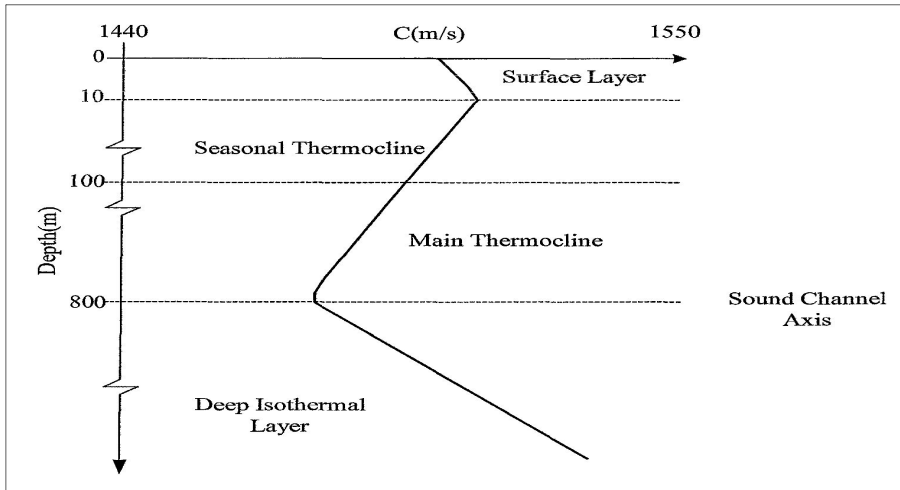 1440 C(m/s) 1550
0
Surface Layer
10
Seasonal Thermocline
100
Depth(m)
Main Thermocline
800
Sound Channel
Axis
Deep Isothermal
Layer